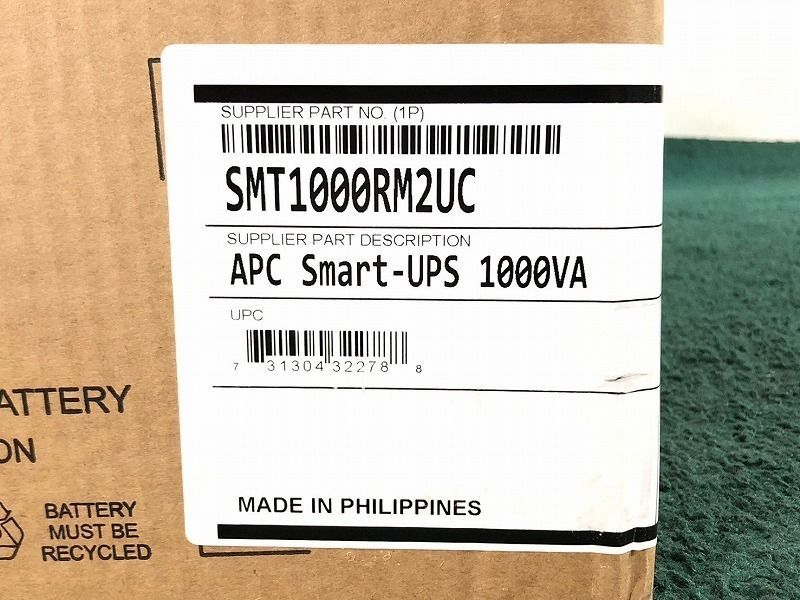 SUPPLIER PART NO. (1P)
SMT1000RM2UC
SUPPLIER PART DESCRIPTION
APC Smart-UPS 1000VA
UPC
7 31304 32278 8
MADE IN PHILIPPINES
ATTERY
ON
BATTERY
MUST BE
RECYCLED